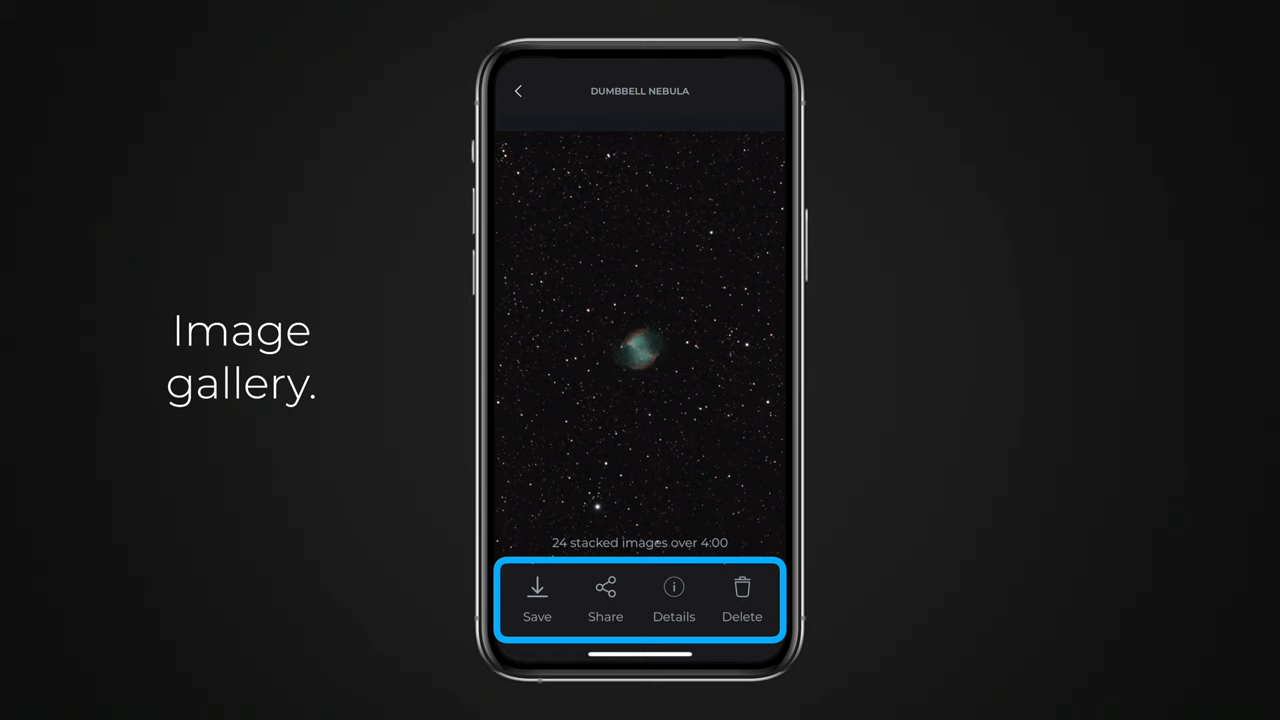 Image
gallery.
DUMBBELL NEBULA
24 stacked images over 4:00
Save
Share
Details
Delete